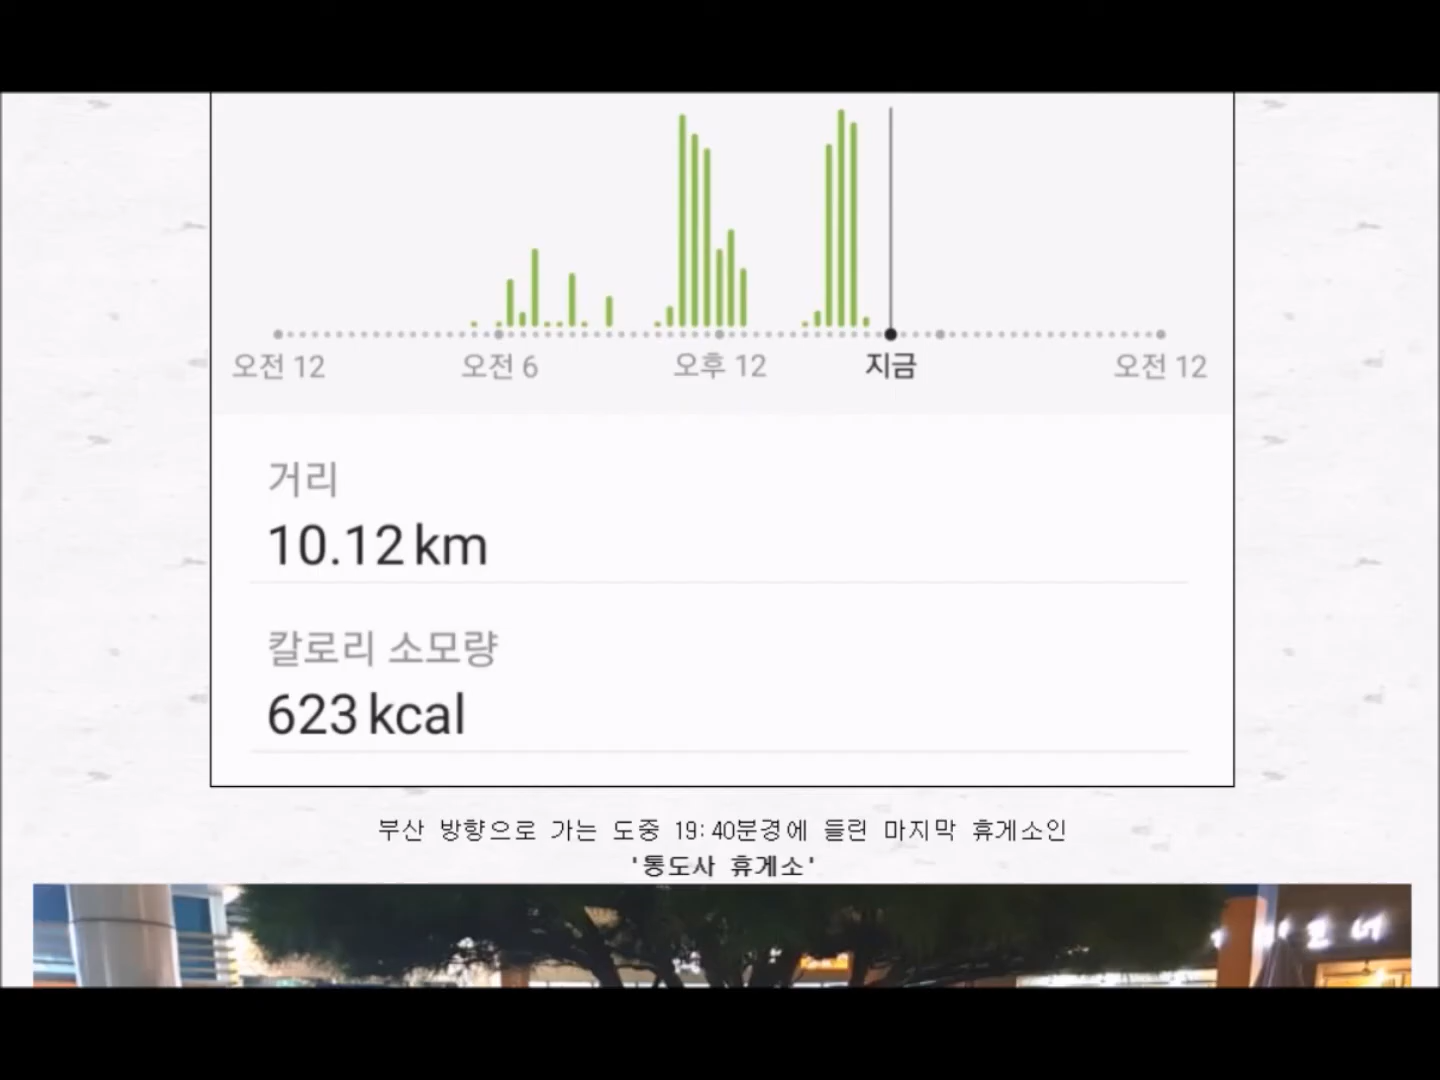 오전 12 오전 6 오후 12 지금 오전 12
거리
10.12 km
칼로리 소모량
623 kcal
부산 방향으로 가는 도중 19:40분경에 들린 마지막 휴게소인
'통도사 휴게소'